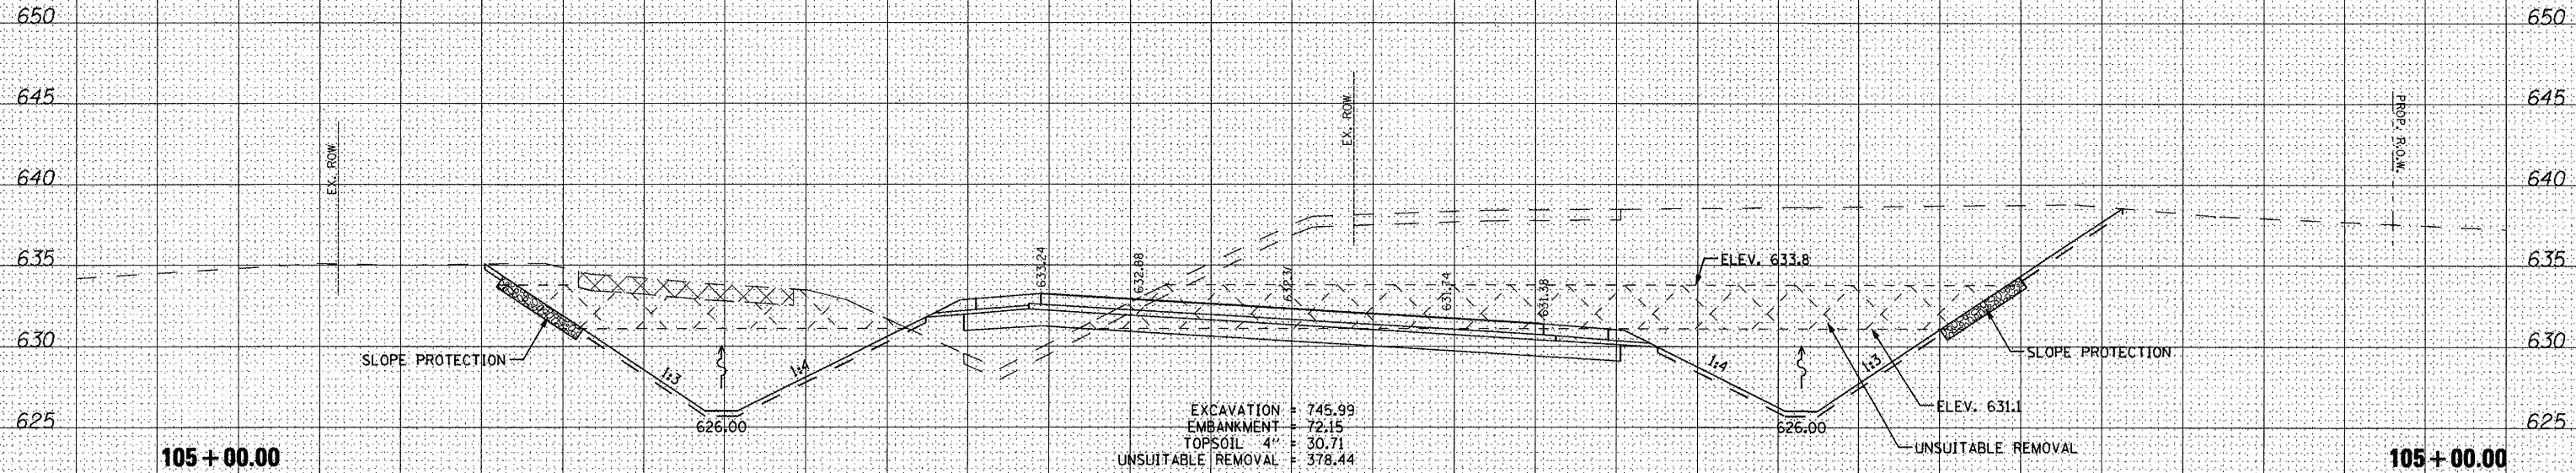 650 650
645 645
640 640
635 635
630 630
625 625
EX. ROW
EX. ROW
PROP. R.O.W.
633.24
632.88
632.37
631.74
631.38
ELEV. 633.8
SLOPE PROTECTION
1:3
1:4
1:4
1:3
SLOPE PROTECTION
ELEV. 631.1
UNSUITABLE REMOVAL
626.00
626.00
EXCAVATION = 745.99
EMBANKMENT = 72.15
TOPSOIL 4" = 30.71
UNSUITABLE REMOVAL = 378.44
105+00.00 105+00.00